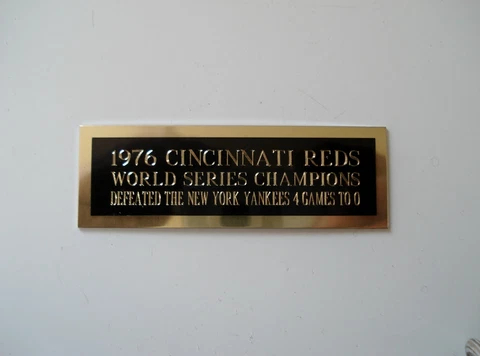 1976 CINCINNATI REDS
WORLD SERIES CHAMPIONS
DEFEATED THE NEW YORK YANKEES 4 GAMES TO 0